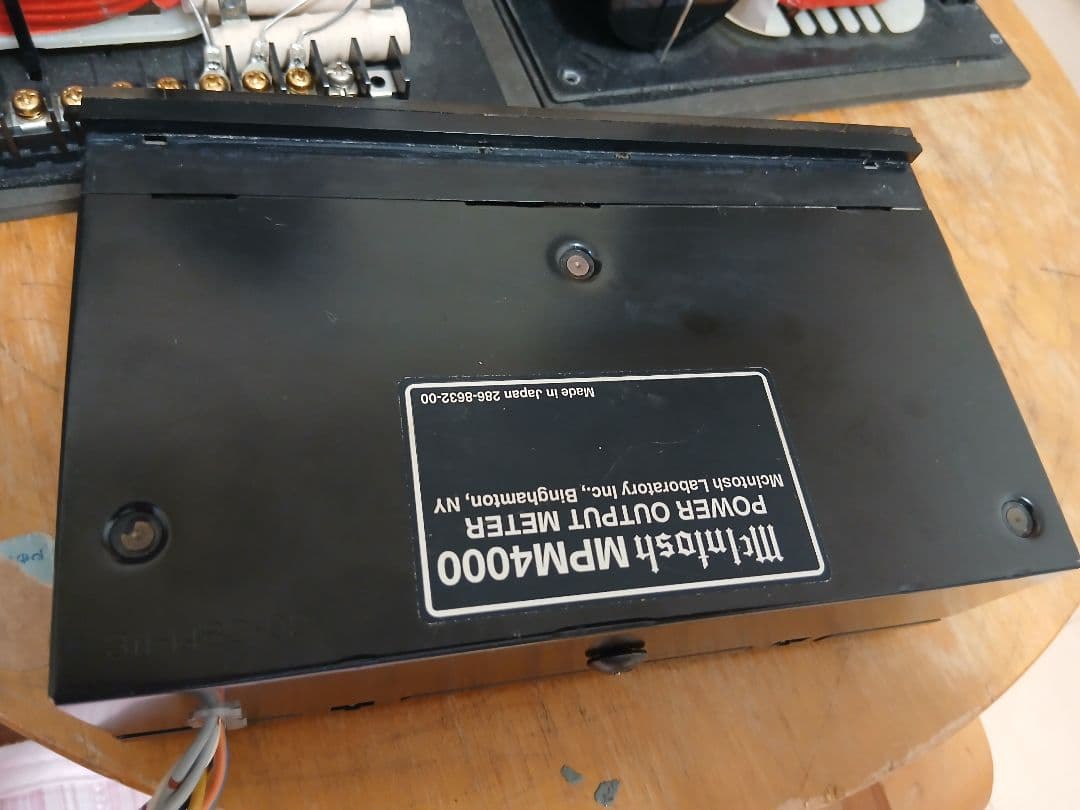 McIntosh MPM4000
POWER OUTPUT METER
McIntosh Laboratory Inc., Binghamton, NY
Made in Japan 286-8632-00